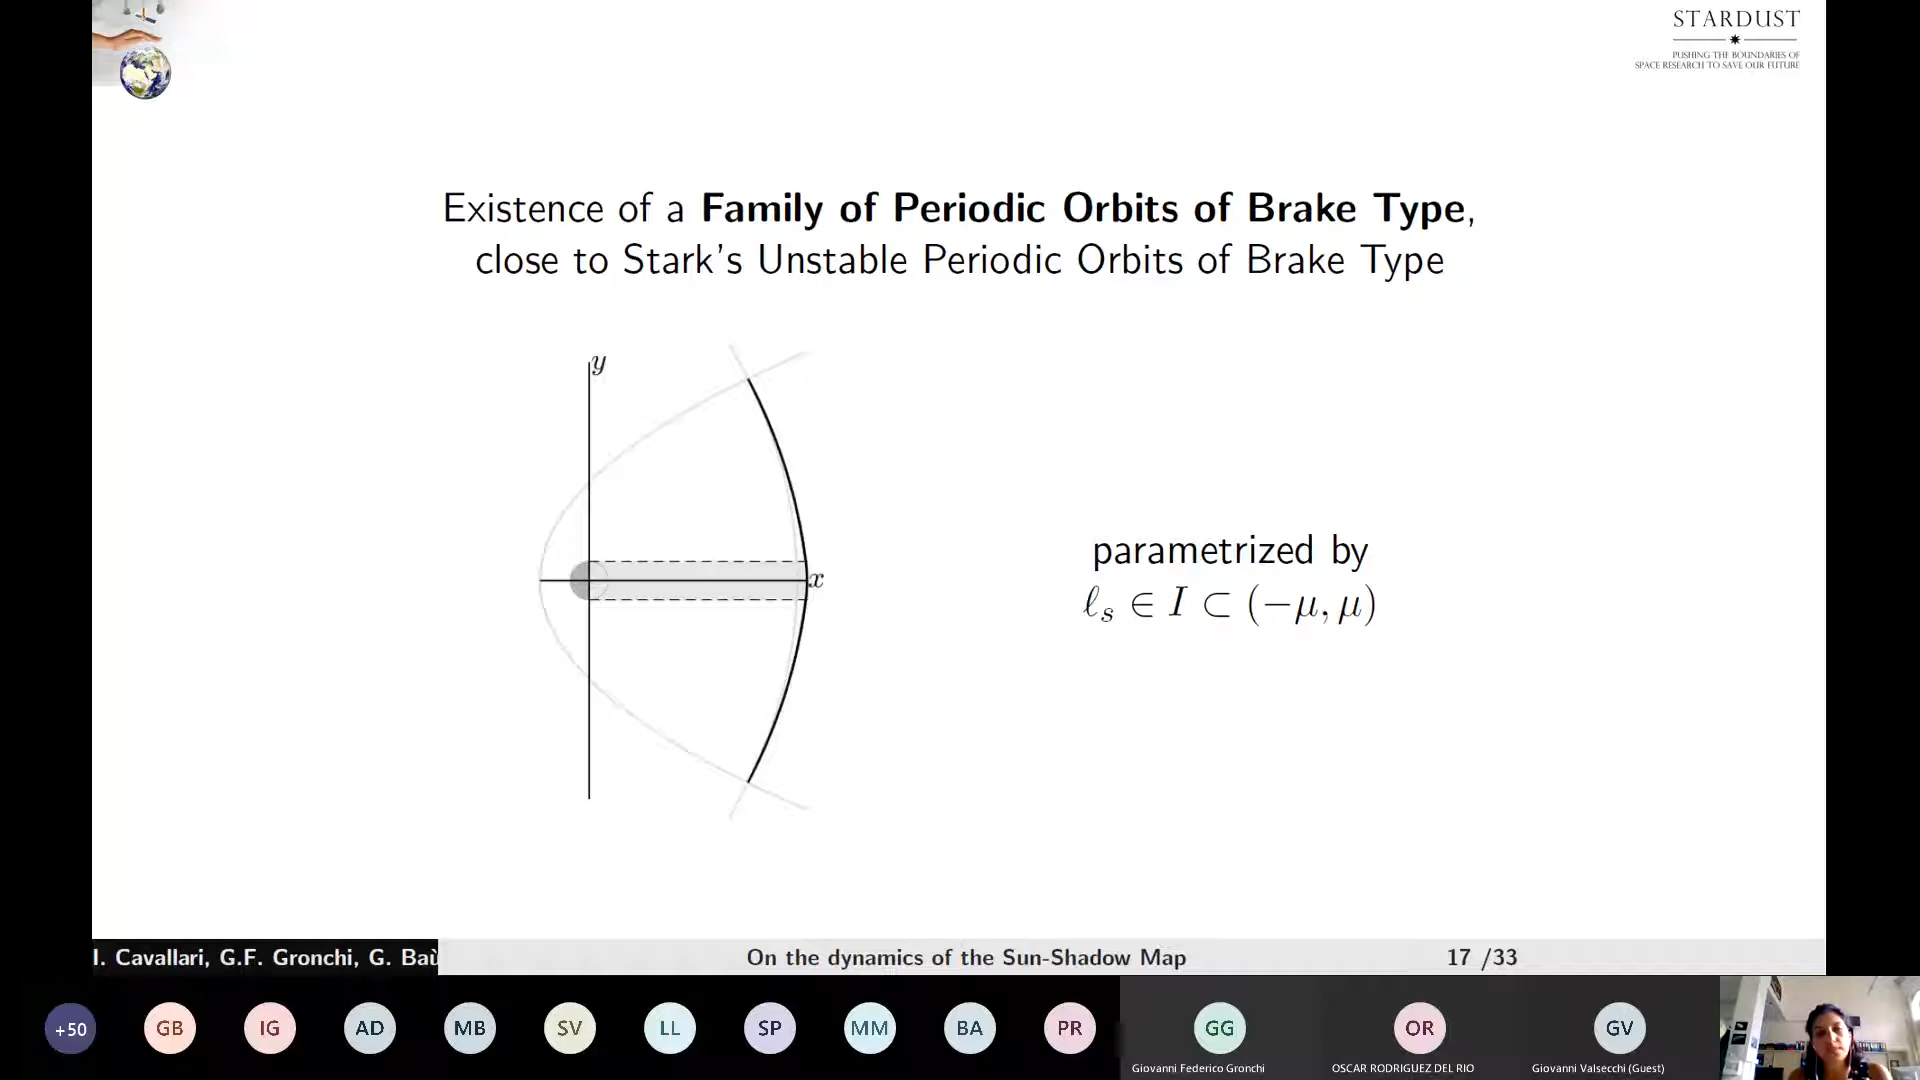 STARDUST
PUSHING THE BOUNDARIES OF
SPACE RESEARCH TO SAVE OUR FUTURE
Existence of a Family of Periodic Orbits of Brake Type,
close to Stark's Unstable Periodic Orbits of Brake Type
y
x
parametrized by
ℓₛ ∈ I ⊂ (−μ, μ)
I. Cavallari, G.F. Gronchi, G. Baù
On the dynamics of the Sun-Shadow Map
17 /33
+50
GB
IG
AD
MB
SV
LL
SP
MM
BA
PR
GG
OR
GV
Giovanni Federico Gronchi
OSCAR RODRIGUEZ DEL RIO
Giovanni Valsecchi (Guest)